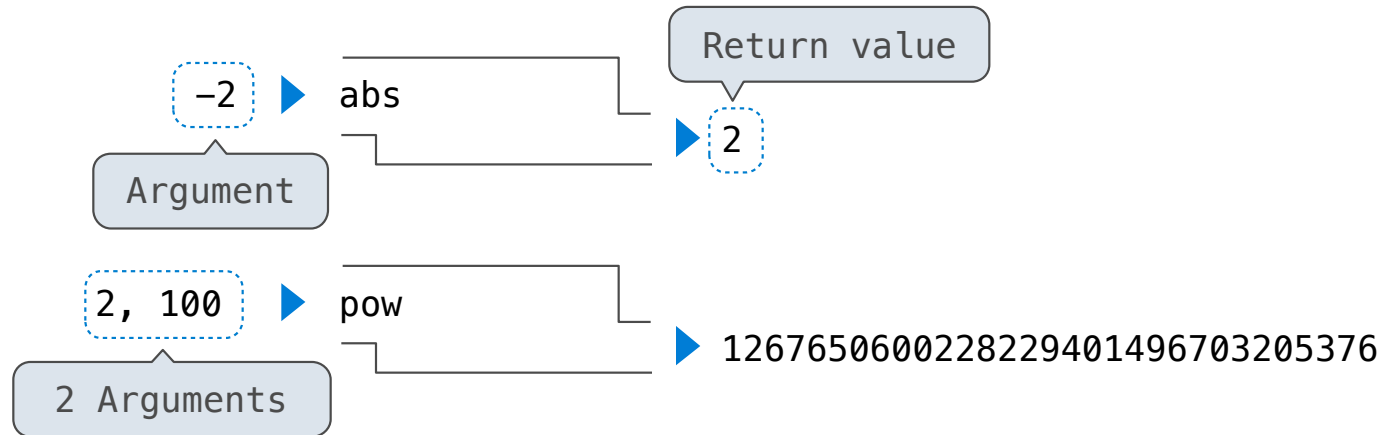 Return value
−2 abs
2
Argument
2, 100 pow
1267650600228229401496703205376
2 Arguments